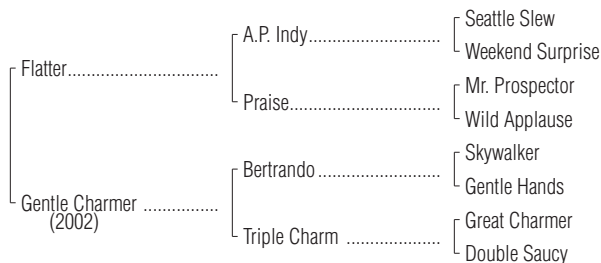 Seattle Slew
A.P. Indy........................................
Weekend Surprise
Flatter................................
Mr. Prospector
Praise..............................................
Wild Applause
Skywalker
Bertrando ..................................
Gentle Hands
Gentle Charmer ................
(2002)
Great Charmer
Triple Charm ....................
Double Saucy